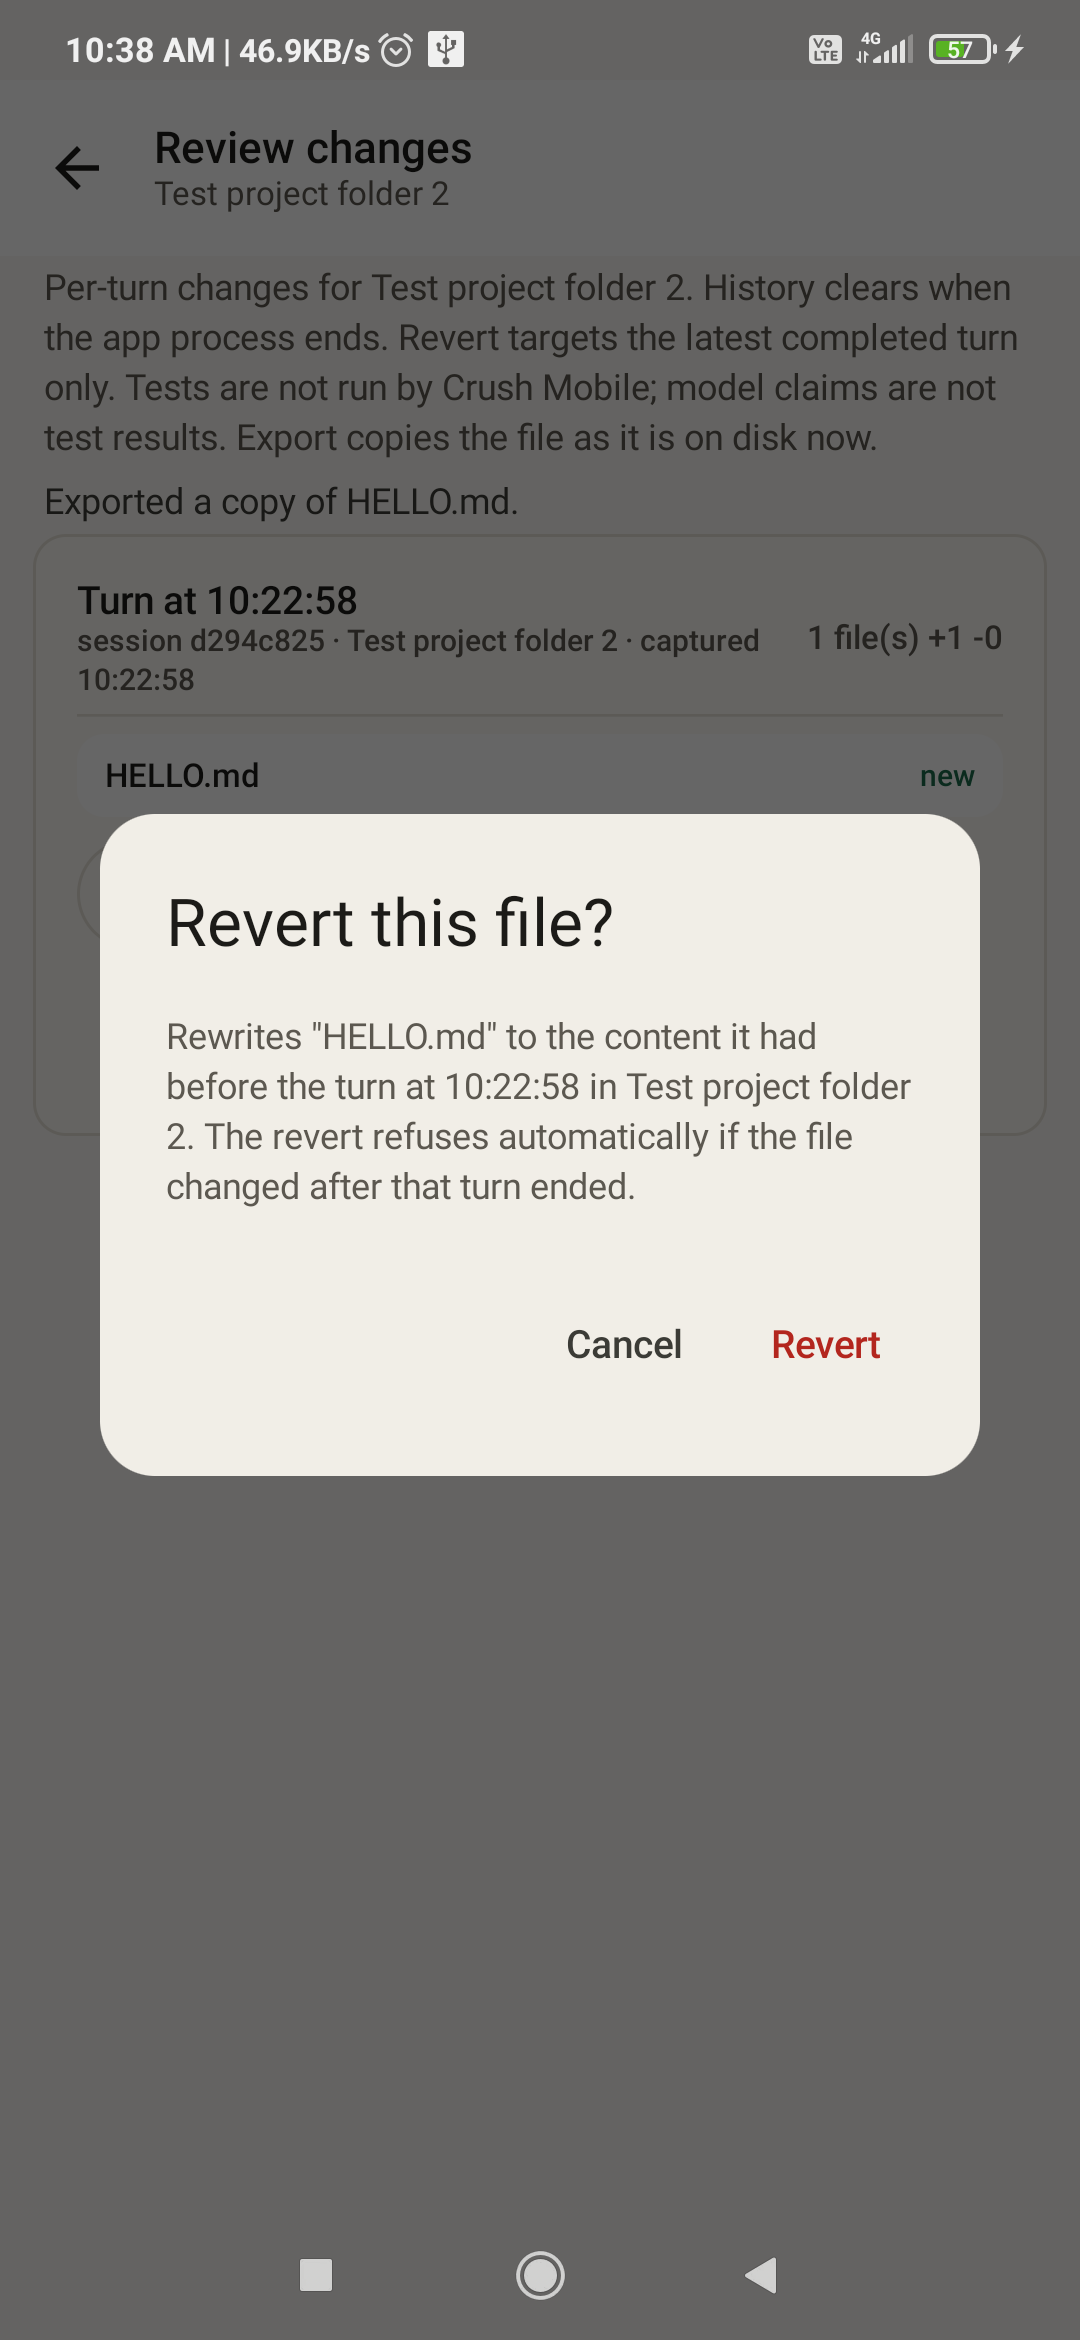 10:38 AM | 46.9KB/s
Vo LTE 4G 57
Review changes
Test project folder 2
Per-turn changes for Test project folder 2. History clears when
the app process ends. Revert targets the latest completed turn
only. Tests are not run by Crush Mobile; model claims are not
test results. Export copies the file as it is on disk now.
Exported a copy of HELLO.md.
Turn at 10:22:58
session d294c825 · Test project folder 2 · captured
10:22:58
1 file(s) +1 -0
HELLO.md
new
Revert this file?
Rewrites "HELLO.md" to the content it had
before the turn at 10:22:58 in Test project folder
2. The revert refuses automatically if the file
changed after that turn ended.
Cancel
Revert